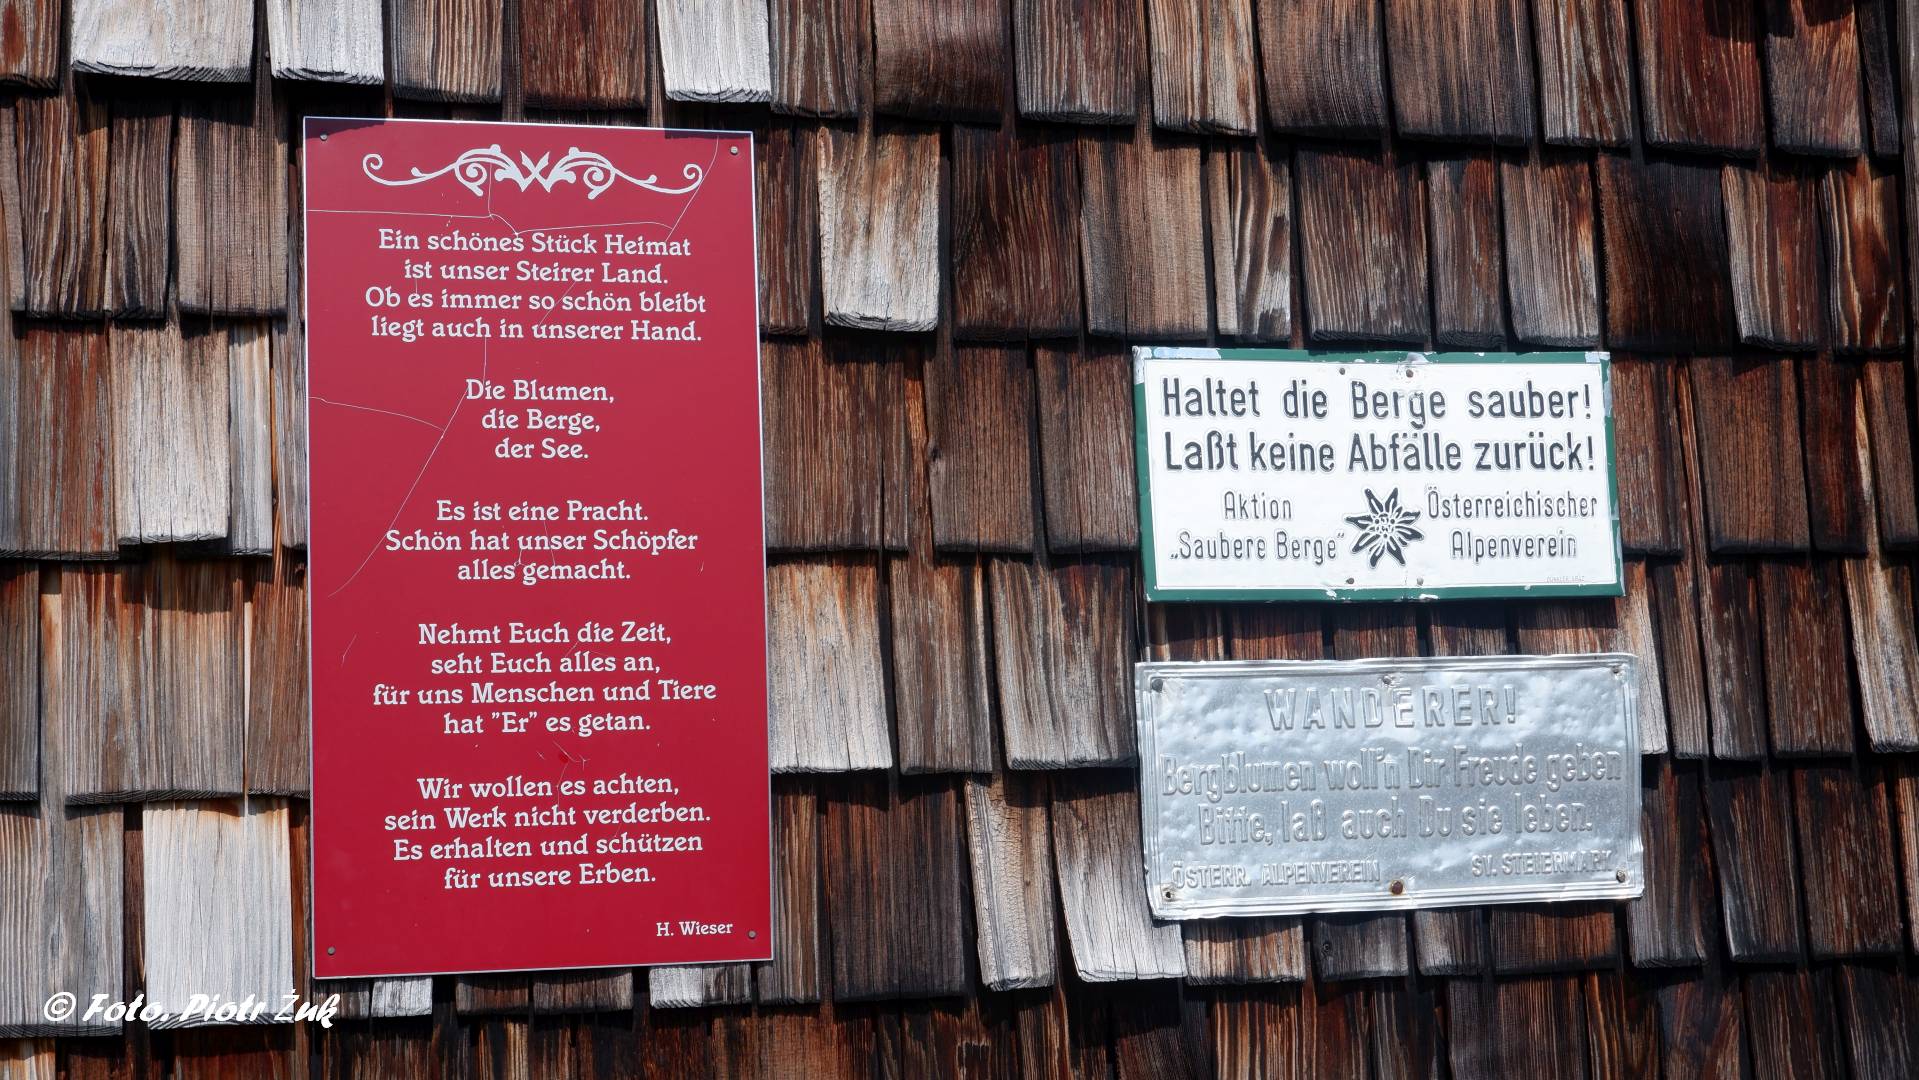 Ein schönes Stück Heimat
ist unser Steirer Land.
Ob es immer so schön bleibt
liegt auch in unserer Hand.
Die Blumen,
die Berge,
der See.
Es ist eine Pracht.
Schön hat unser Schöpfer
alles gemacht.
Nehmt Euch die Zeit,
seht Euch alles an,
für uns Menschen und Tiere
hat ”Er” es getan.
Wir wollen es achten,
sein Werk nicht verderben.
Es erhalten und schützen
für unsere Erben.
H. Wieser
Haltet die Berge sauber!
Laßt keine Abfälle zurück!
Aktion
„Saubere Berge“
Österreichischer
Alpenverein
WANDERER!
Bergblumen woll'n Dir Freude geben
Bitte, laß auch Du sie leben.
ÖSTERR. ALPENVEREIN SV. STEIERMARK
© Foto. Piotr Żuk